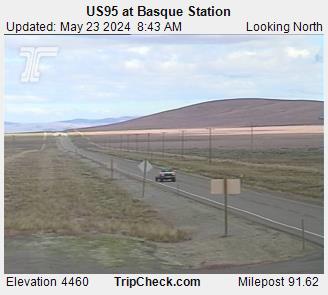 US95 at Basque Station
Updated: May 23 2024 8:43 AM Looking North
Elevation 4460 TripCheck.com Milepost 91.62